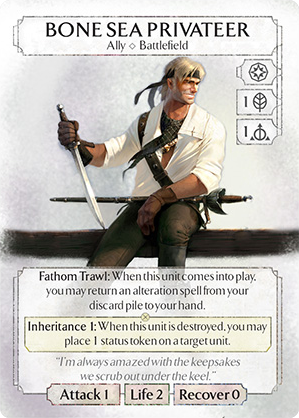 BONE SEA PRIVATEER
Ally ◇ Battlefield
1
1
Fathom Trawl: When this unit comes into play,
you may return an alteration spell from your
discard pile to your hand.
Inheritance 1: When this unit is destroyed, you may
place 1 status token on a target unit.
"I'm always amazed with the keepsakes
we scrub out under the keel."
Attack 1 Life 2 Recover 0